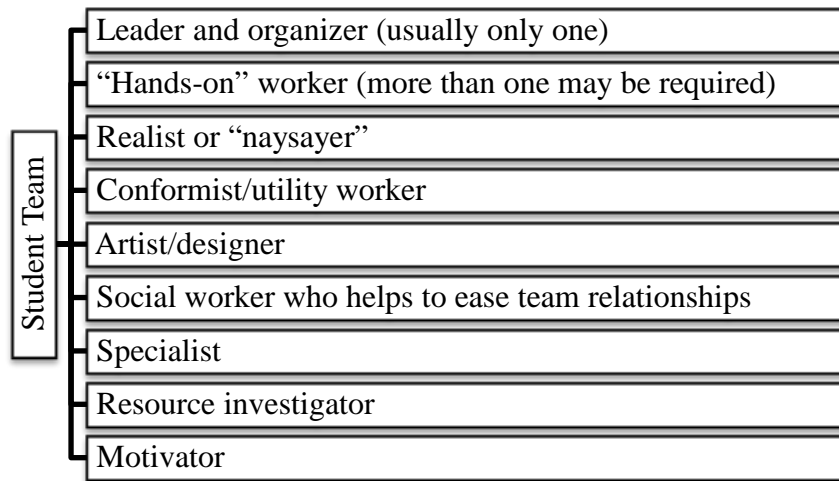 Student Team
Leader and organizer (usually only one)
“Hands-on” worker (more than one may be required)
Realist or “naysayer”
Conformist/utility worker
Artist/designer
Social worker who helps to ease team relationships
Specialist
Resource investigator
Motivator